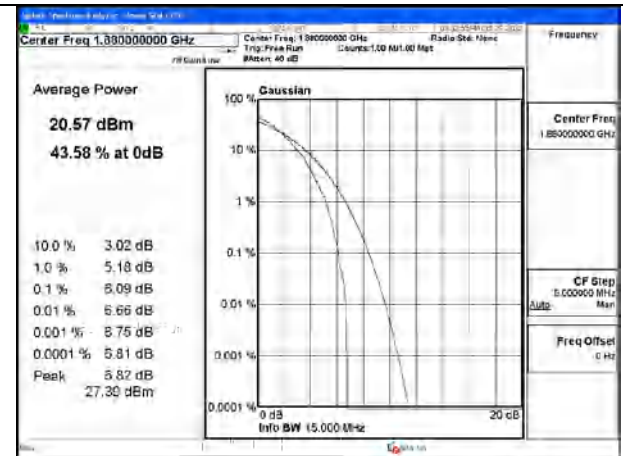 Center Freq 1.880000000 GHz
Center Freq: 1.880000000 GHz
Radio Std: None
Trig: Free Run
Counts:1.00 M/1.00 Mpt
#Atten: 40 dB
Frequency
Average Power
20.57 dBm
43.58 % at 0dB
10.0 % 3.02 dB
1.0 % 5.18 dB
0.1 % 6.09 dB
0.01 % 6.66 dB
0.001 % 6.75 dB
0.0001 % 6.81 dB
Peak 6.82 dB
27.39 dBm
Gaussian
100 %
10 %
1 %
0.1 %
0.01 %
0.001 %
0.0001 %
0 dB
20 dB
Info BW 15.000 MHz
Center Freq
1.880000000 GHz
CF Step
5.000000 MHz
Auto Man
Freq Offset
0 Hz